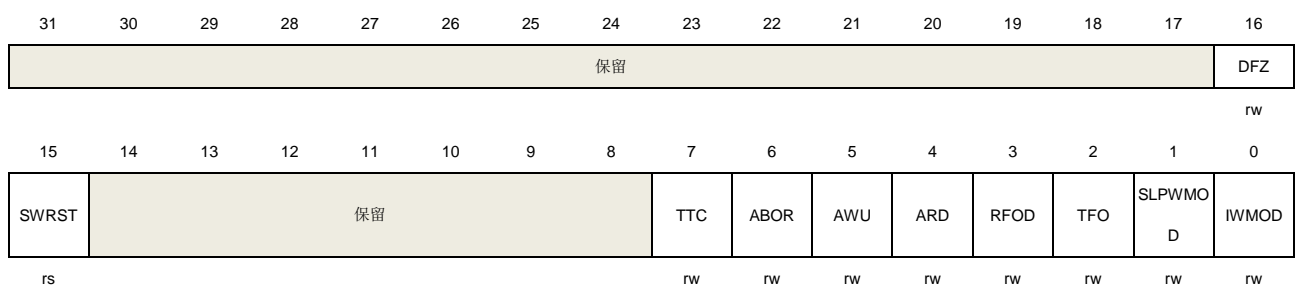 31 30 29 28 27 26 25 24 23 22 21 20 19 18 17 16
保留 DFZ
rw
15 14 13 12 11 10 9 8 7 6 5 4 3 2 1 0
SWRST 保留 TTC ABOR AWU ARD RFOD TFO SLPWMO
D IWMOD
rs rw rw rw rw rw rw rw rw